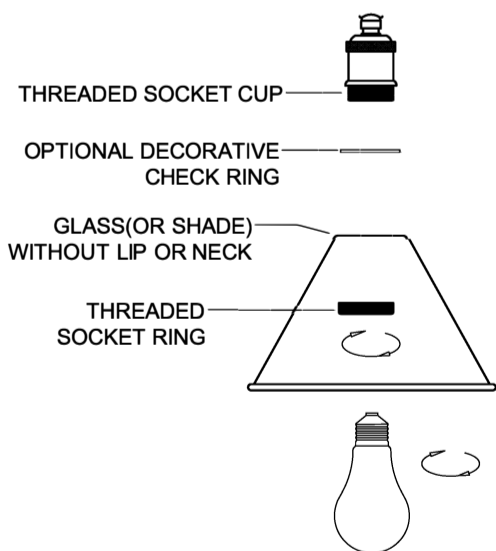 THREADED SOCKET CUP
OPTIONAL DECORATIVE
CHECK RING
GLASS(OR SHADE)
WITHOUT LIP OR NECK
THREADED
SOCKET RING